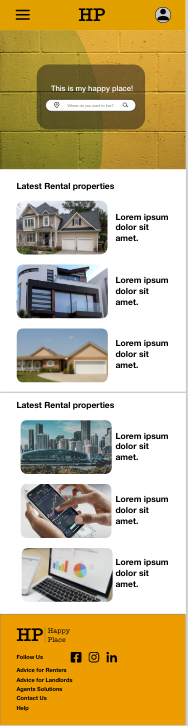 HP
This is my happy place!
Where do you want to live?
Latest Rental properties
Lorem ipsum
dolor sit
amet.
Lorem ipsum
dolor sit
amet.
Lorem ipsum
dolor sit
amet.
Latest Rental properties
Lorem ipsum
dolor sit
amet.
Lorem ipsum
dolor sit
amet.
Lorem ipsum
dolor sit
amet.
HP Happy
Place
Follow Us
Advice for Renters
Advice for Landlords
Agents Solutions
Contact Us
Help